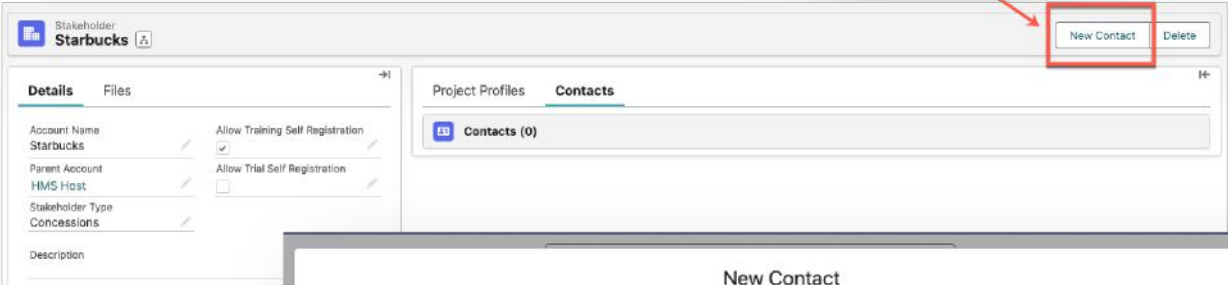 Stakeholder
Starbucks
New Contact
Delete
Details
Files
Project Profiles
Contacts
Contacts (0)
Account Name
Starbucks
Allow Training Self Registration
Parent Account
HMS Host
Allow Trial Self Registration
Stakeholder Type
Concessions
Description
New Contact